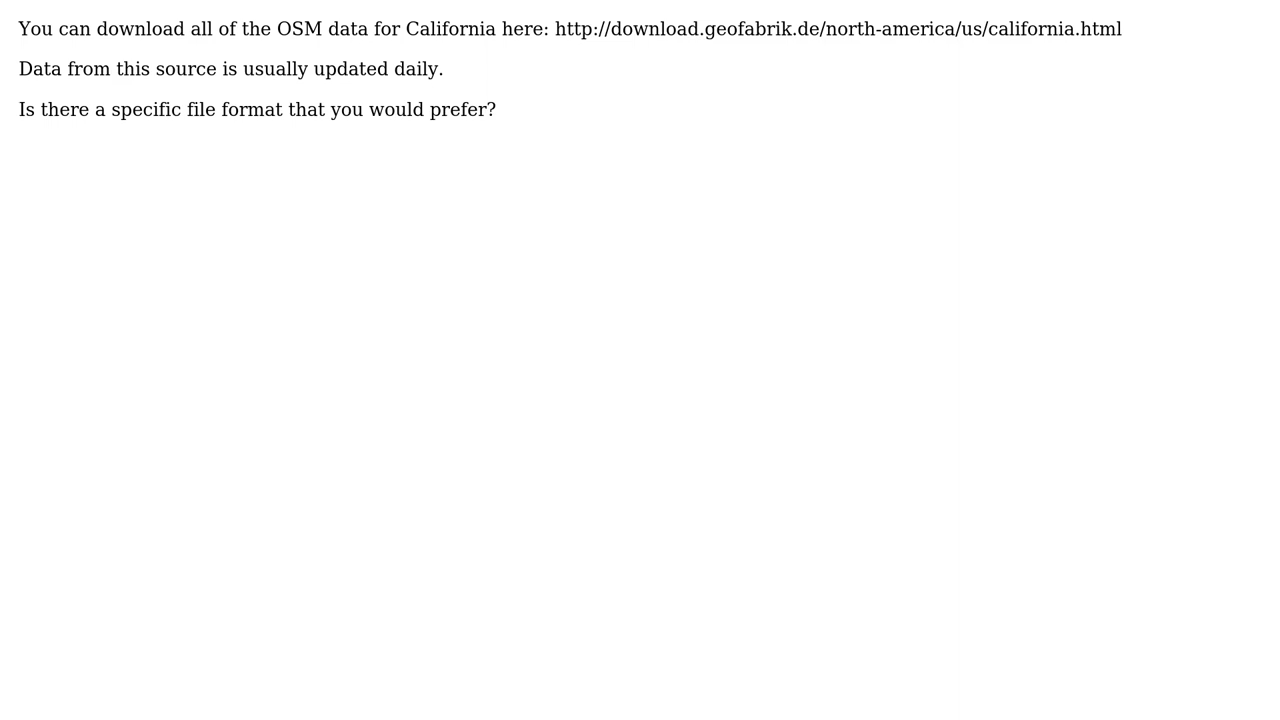 You can download all of the OSM data for California here: http://download.geofabrik.de/north-america/us/california.html
Data from this source is usually updated daily.
Is there a specific file format that you would prefer?